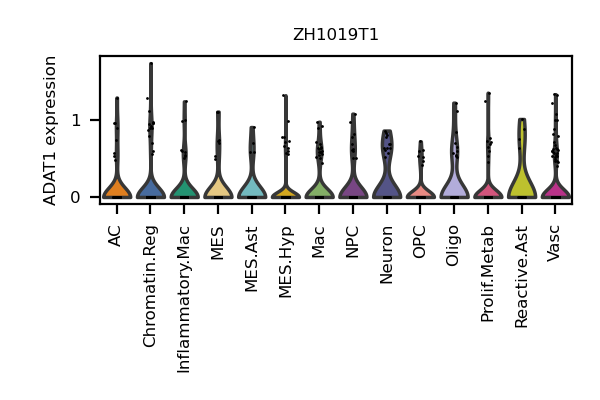 ZH1019T1
ADAT1 expression
1
0
AC
Chromatin.Reg
Inflammatory.Mac
MES
MES.Ast
MES.Hyp
Mac
NPC
Neuron
OPC
Oligo
Prolif.Metab
Reactive.Ast
Vasc